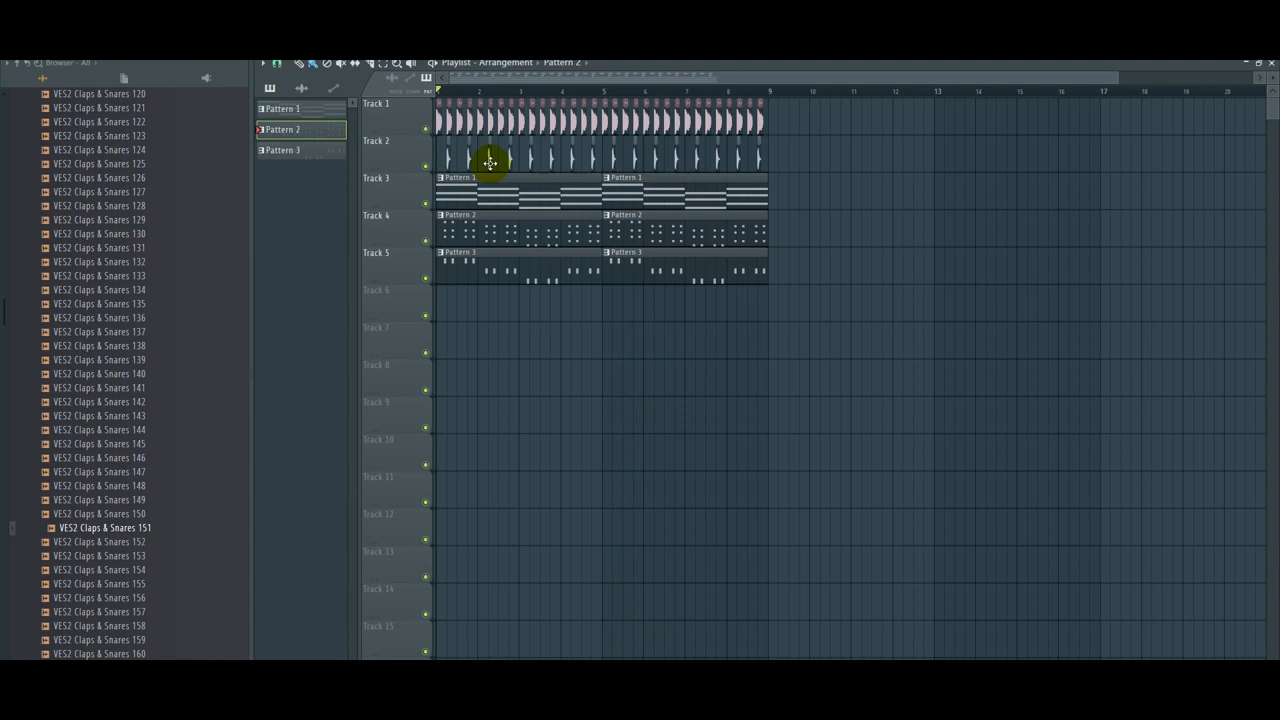 Browser - All
Playlist - Arrangement › Pattern 2
VES2 Claps & Snares 120
VES2 Claps & Snares 121
VES2 Claps & Snares 122
VES2 Claps & Snares 123
VES2 Claps & Snares 124
VES2 Claps & Snares 125
VES2 Claps & Snares 126
VES2 Claps & Snares 127
VES2 Claps & Snares 128
VES2 Claps & Snares 129
VES2 Claps & Snares 130
VES2 Claps & Snares 131
VES2 Claps & Snares 132
VES2 Claps & Snares 133
VES2 Claps & Snares 134
VES2 Claps & Snares 135
VES2 Claps & Snares 136
VES2 Claps & Snares 137
VES2 Claps & Snares 138
VES2 Claps & Snares 139
VES2 Claps & Snares 140
VES2 Claps & Snares 141
VES2 Claps & Snares 142
VES2 Claps & Snares 143
VES2 Claps & Snares 144
VES2 Claps & Snares 145
VES2 Claps & Snares 146
VES2 Claps & Snares 147
VES2 Claps & Snares 148
VES2 Claps & Snares 149
VES2 Claps & Snares 150
VES2 Claps & Snares 151
VES2 Claps & Snares 152
VES2 Claps & Snares 153
VES2 Claps & Snares 154
VES2 Claps & Snares 155
VES2 Claps & Snares 156
VES2 Claps & Snares 157
VES2 Claps & Snares 158
VES2 Claps & Snares 159
VES2 Claps & Snares 160
Pattern 1
Pattern 2
Pattern 3
2 3 4 5 6 7 8 9 10 11 12 13 14 15 16 17 18 19 20
Track 1
Track 2
Track 3
Pattern 1 Pattern 1
Track 4
Pattern 2 Pattern 2
Track 5
Pattern 3 Pattern 3
Track 6
Track 7
Track 8
Track 9
Track 10
Track 11
Track 12
Track 13
Track 14
Track 15